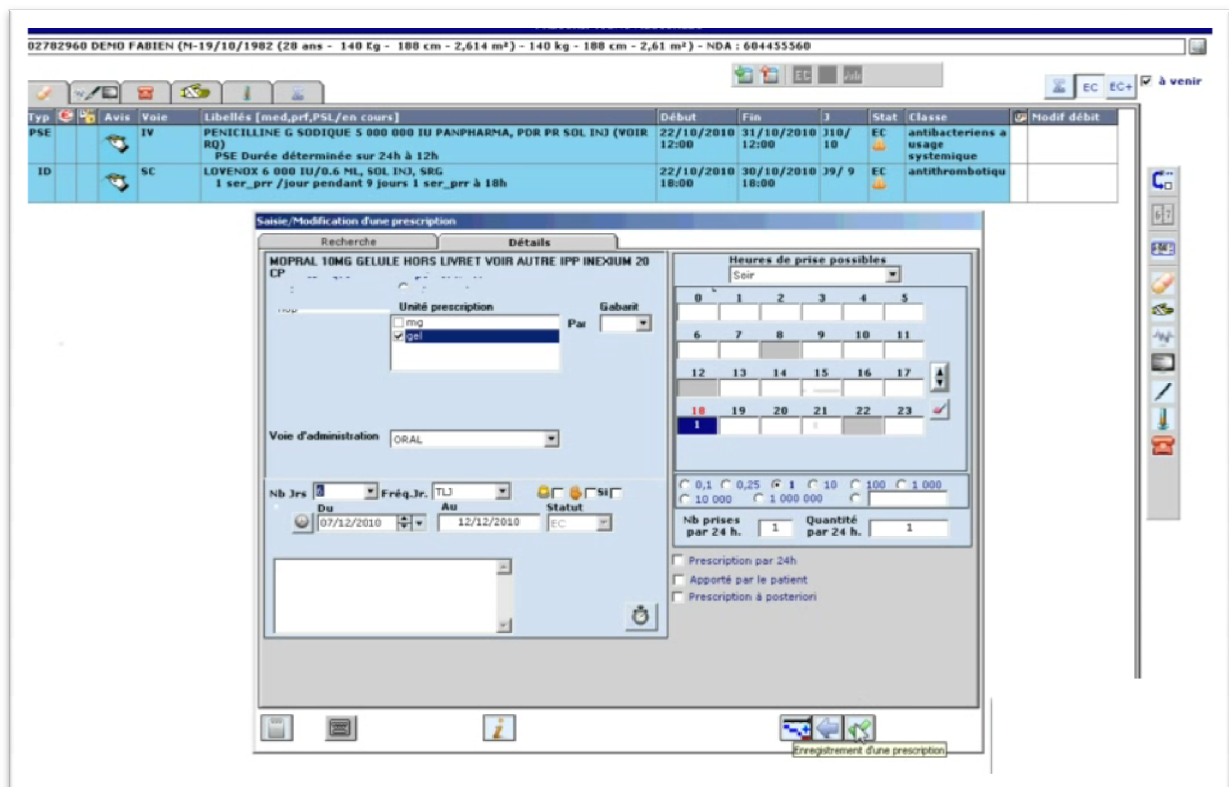 02782960 DEMO FABIEN (M-19/10/1982 (28 ans - 140 Kg - 188 cm - 2,614 m²) - 140 kg - 188 cm - 2,61 m²) - NDA : 604455560
EC
EC EC+ à venir
Typ Avis Voie Libellés [med,prf,PSL/en cours] Début Fin J Stat Classe Modif débit
PSE IV PENICILLINE G SODIQUE 5 000 000 IU PANPHARMA, PDR PR SOL INJ (VOIR 22/10/2010 31/10/2010 J10/ EC antibacteriens a
RQ) 12:00 12:00 10 usage
PSE Durée déterminée sur 24h à 12h systemique
ID SC LOVENOX 6 000 IU/0.6 ML, SOL INJ, SRG 22/10/2010 30/10/2010 J9/ 9 EC antithrombotiqu
1 ser_prr /jour pendant 9 jours 1 ser_prr à 18h 18:00 18:00
Saisie/Modification d'une prescription
Recherche Détails
MOPRAL 10MG GELULE HORS LIVRET VOIR AUTRE IPP INEXIUM 20
CP
Unité prescription Gabarit
mg
Par
gel
Voie d'administration ORAL
Nb Jrs Fréq.Jr. TLJ Si
Du Au Statut
07/12/2010 12/12/2010 EC
Heures de prise possibles
Soir
0 1 2 3 4 5
6 7 8 9 10 11
12 13 14 15 16 17
18 19 20 21 22 23
1
0,1 0,25 1 10 100 1 000
10 000 1 000 000
Nb prises par 24 h. 1 Quantité par 24 h. 1
Prescription par 24h
Apporté par le patient
Prescription à posteriori
Enregistrement d'une prescription